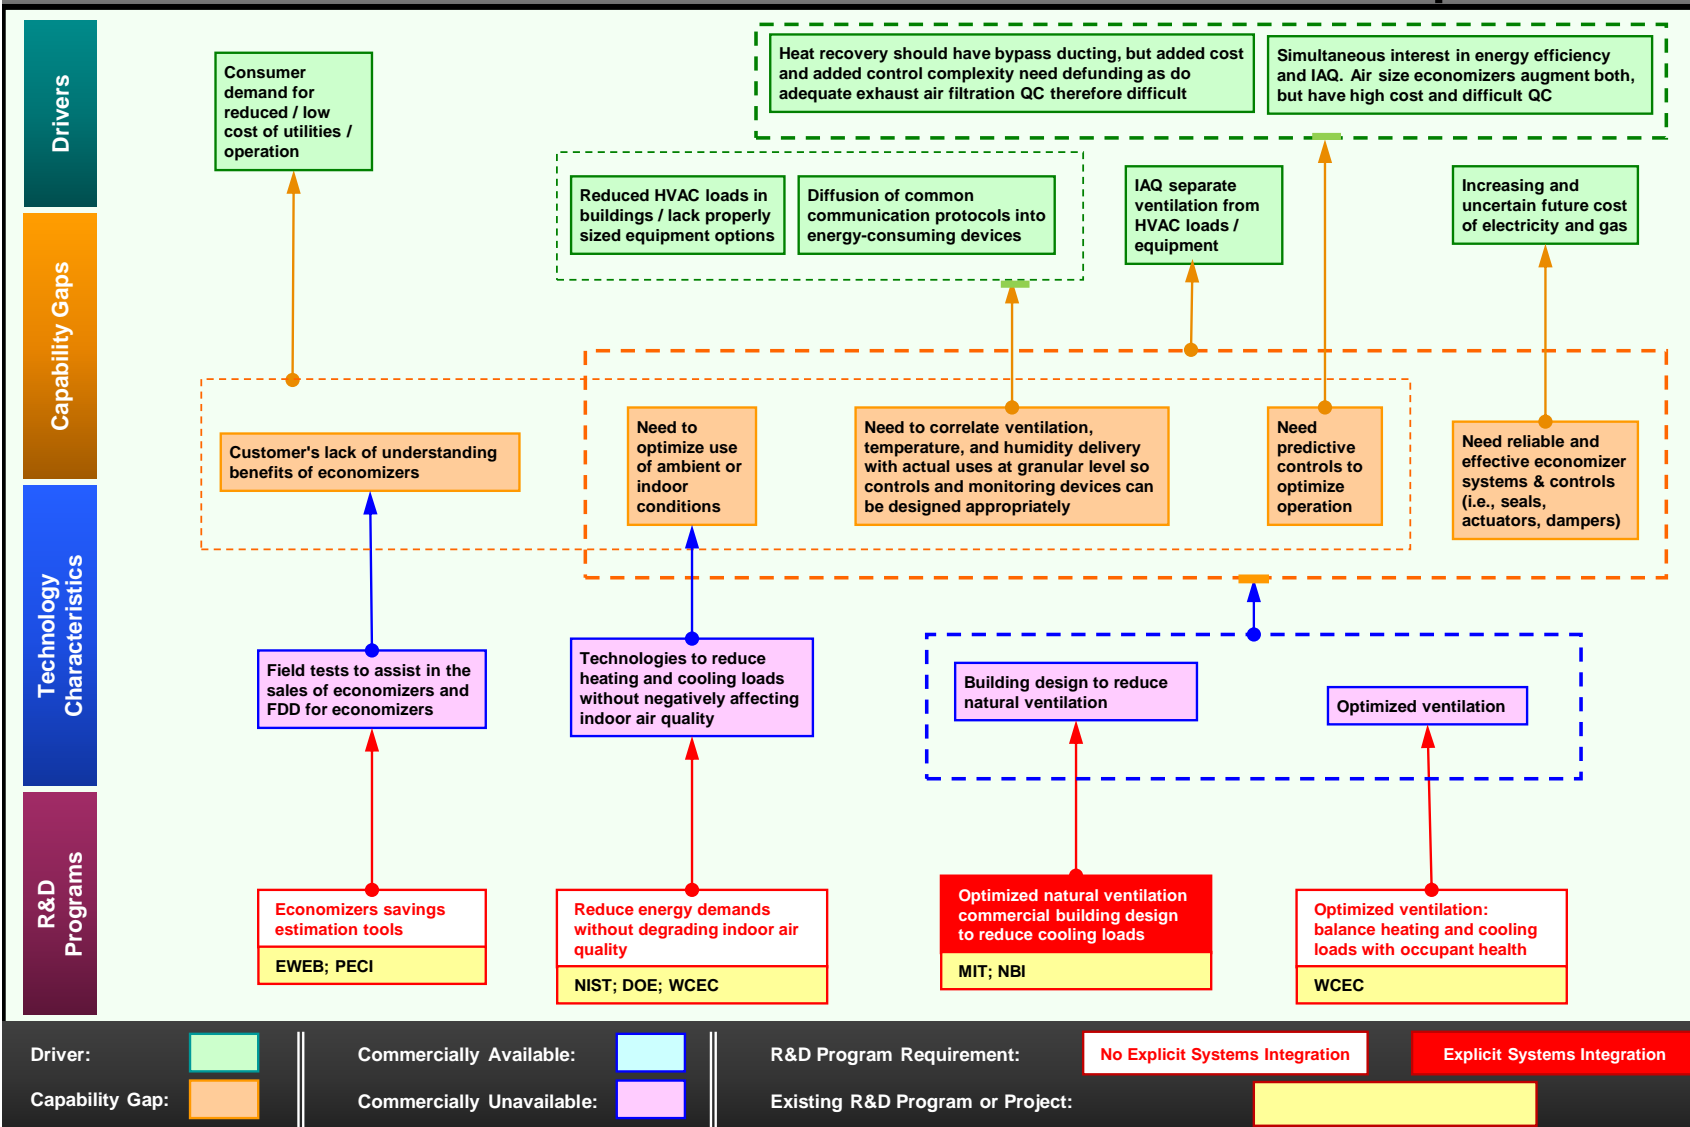 Drivers
Consumer
demand for
reduced / low
cost of utilities /
operation
Heat recovery should have bypass ducting, but added cost
and added control complexity need defunding as do
adequate exhaust air filtration QC therefore difficult
Simultaneous interest in energy efficiency
and IAQ. Air size economizers augment both,
but have high cost and difficult QC
Reduced HVAC loads in
buildings / lack properly
sized equipment options
Diffusion of common
communication protocols into
energy-consuming devices
IAQ separate
ventilation from
HVAC loads /
equipment
Increasing and
uncertain future cost
of electricity and gas
Capability Gaps
Customer's lack of understanding
benefits of economizers
Need to
optimize use
of ambient or
indoor
conditions
Need to correlate ventilation,
temperature, and humidity delivery
with actual uses at granular level so
controls and monitoring devices can
be designed appropriately
Need
predictive
controls to
optimize
operation
Need reliable and
effective economizer
systems & controls
(i.e., seals,
actuators, dampers)
Technology
Characteristics
Field tests to assist in the
sales of economizers and
FDD for economizers
Technologies to reduce
heating and cooling loads
without negatively affecting
indoor air quality
Building design to reduce
natural ventilation
Optimized ventilation
R&D
Programs
Economizers savings
estimation tools
EWEB; PECI
Reduce energy demands
without degrading indoor air
quality
NIST; DOE; WCEC
Optimized natural ventilation
commercial building design
to reduce cooling loads
MIT; NBI
Optimized ventilation:
balance heating and cooling
loads with occupant health
WCEC
Driver:
Capability Gap:
Commercially Available:
Commercially Unavailable:
R&D Program Requirement:
No Explicit Systems Integration
Explicit Systems Integration
Existing R&D Program or Project: